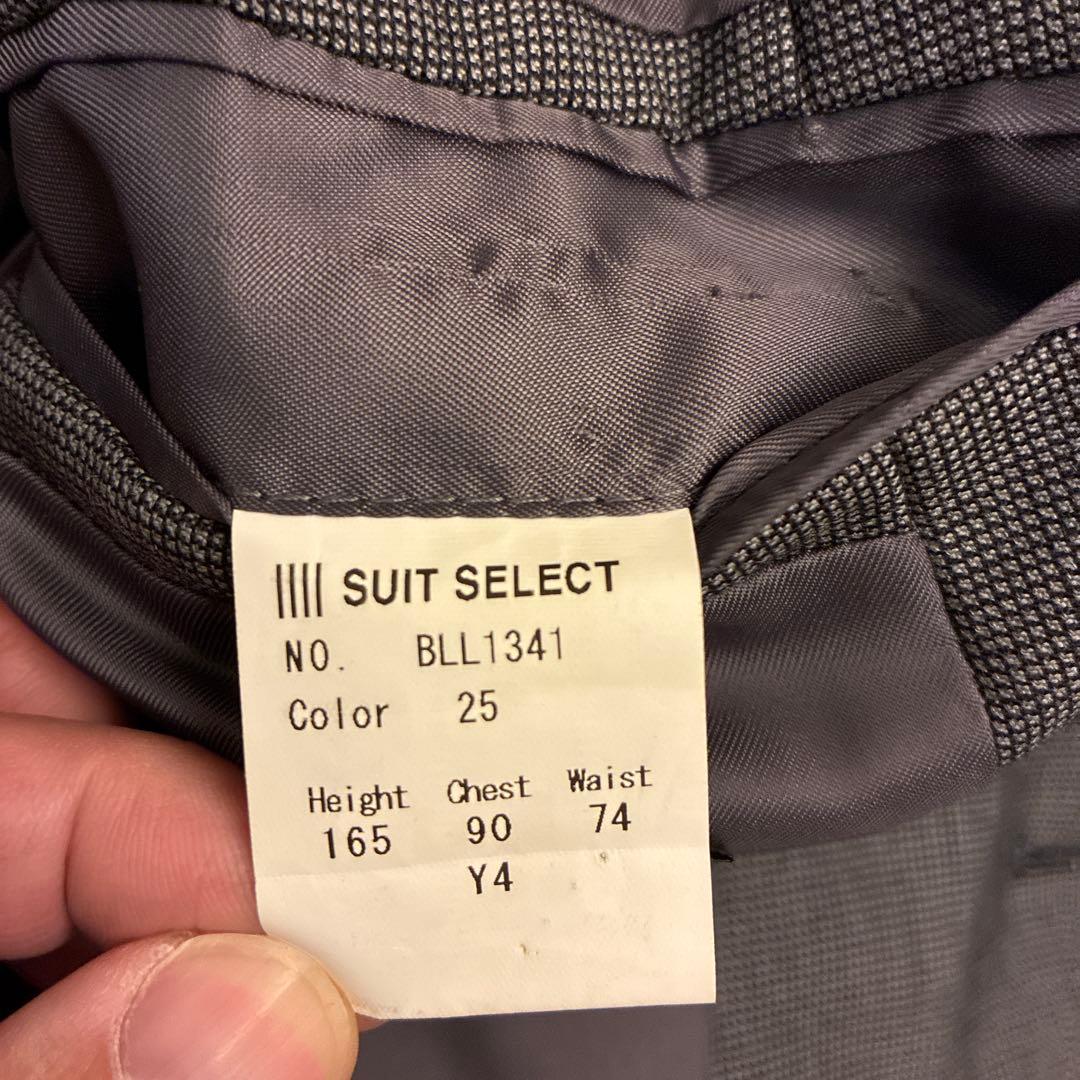 SUIT SELECT
NO. BLL1341
Color 25
Height Chest Waist
165 90 74
Y4